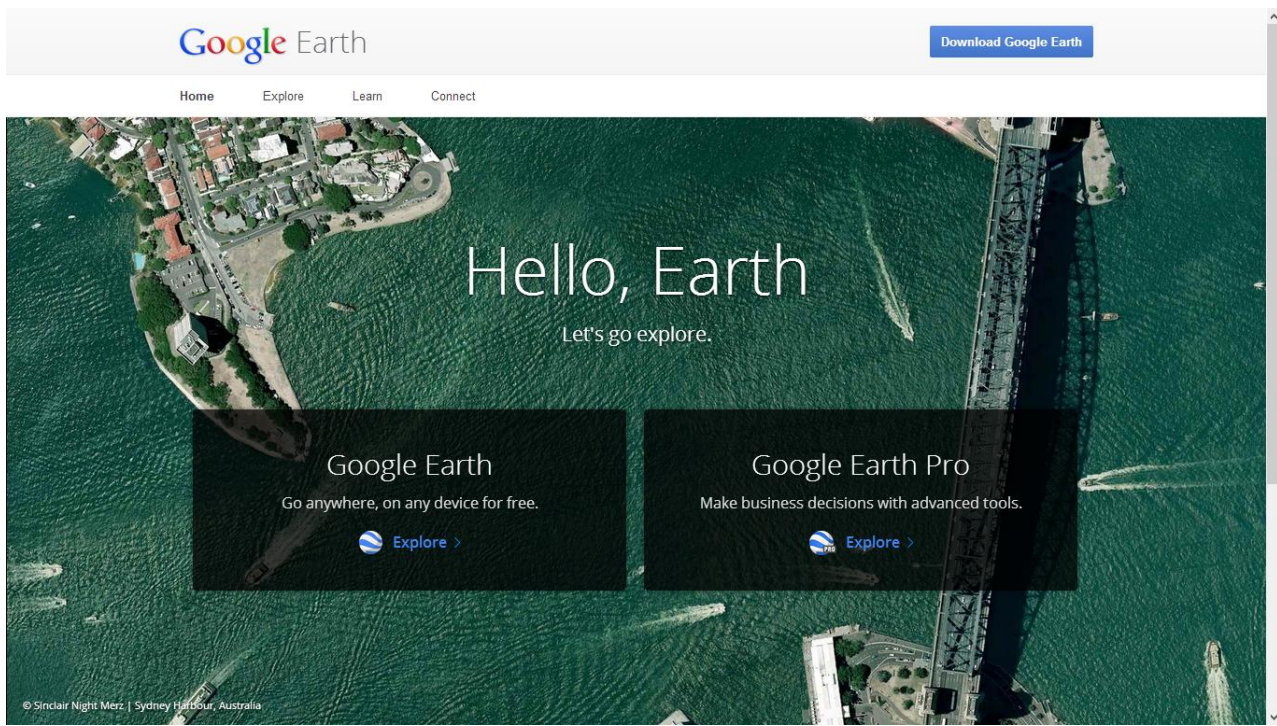 Google Earth
Download Google Earth
Home Explore Learn Connect
Hello, Earth
Let's go explore.
Google Earth
Go anywhere, on any device for free.
Explore >
Google Earth Pro
Make business decisions with advanced tools.
PRO
Explore >
© Sinclair Night Merz | Sydney Harbour, Australia